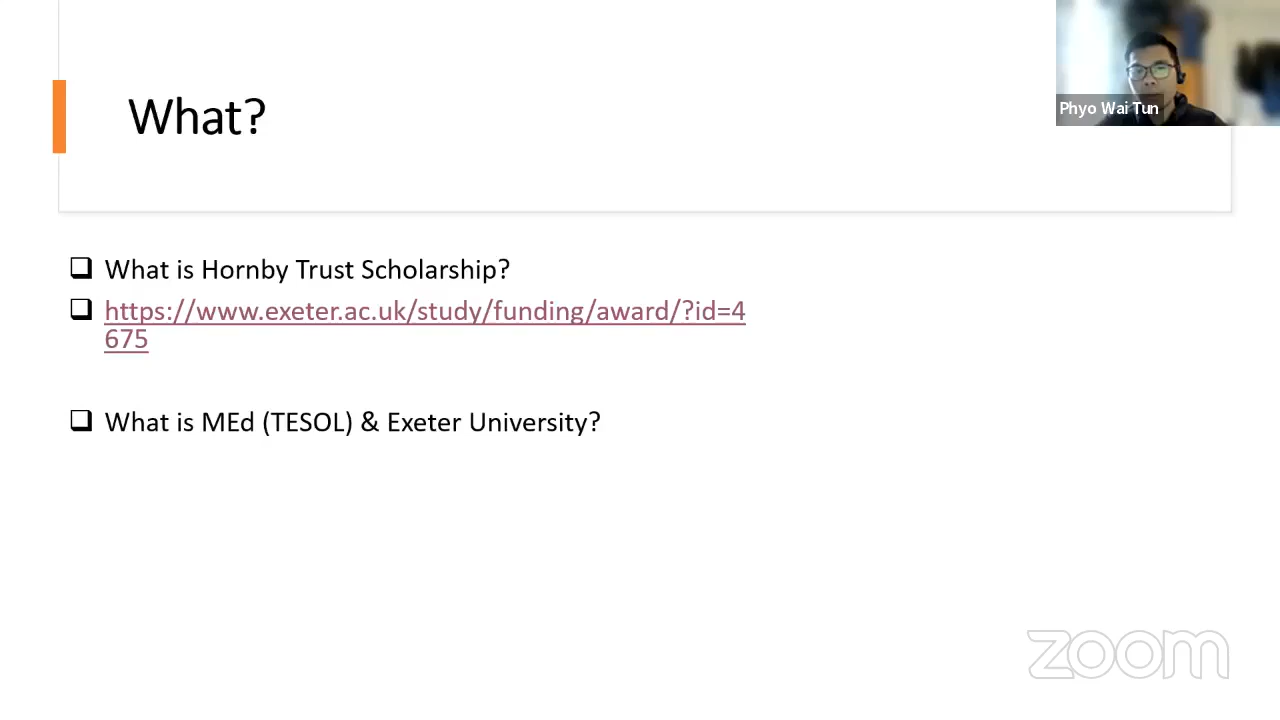 What?
Phyo Wai Tun
What is Hornby Trust Scholarship?
https://www.exeter.ac.uk/study/funding/award/?id=4
675
What is MEd (TESOL) & Exeter University?
zoom